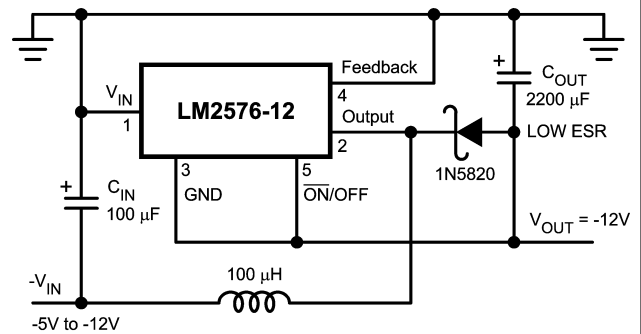 Feedback
4
+
C_OUT
2200 µF
V_IN
1
LM2576-12
Output
2
LOW ESR
1N5820
3
GND
5
O̅N̅/OFF
+
C_IN
100 µF
V_OUT = -12V
100 µH
-V_IN
-5V to -12V